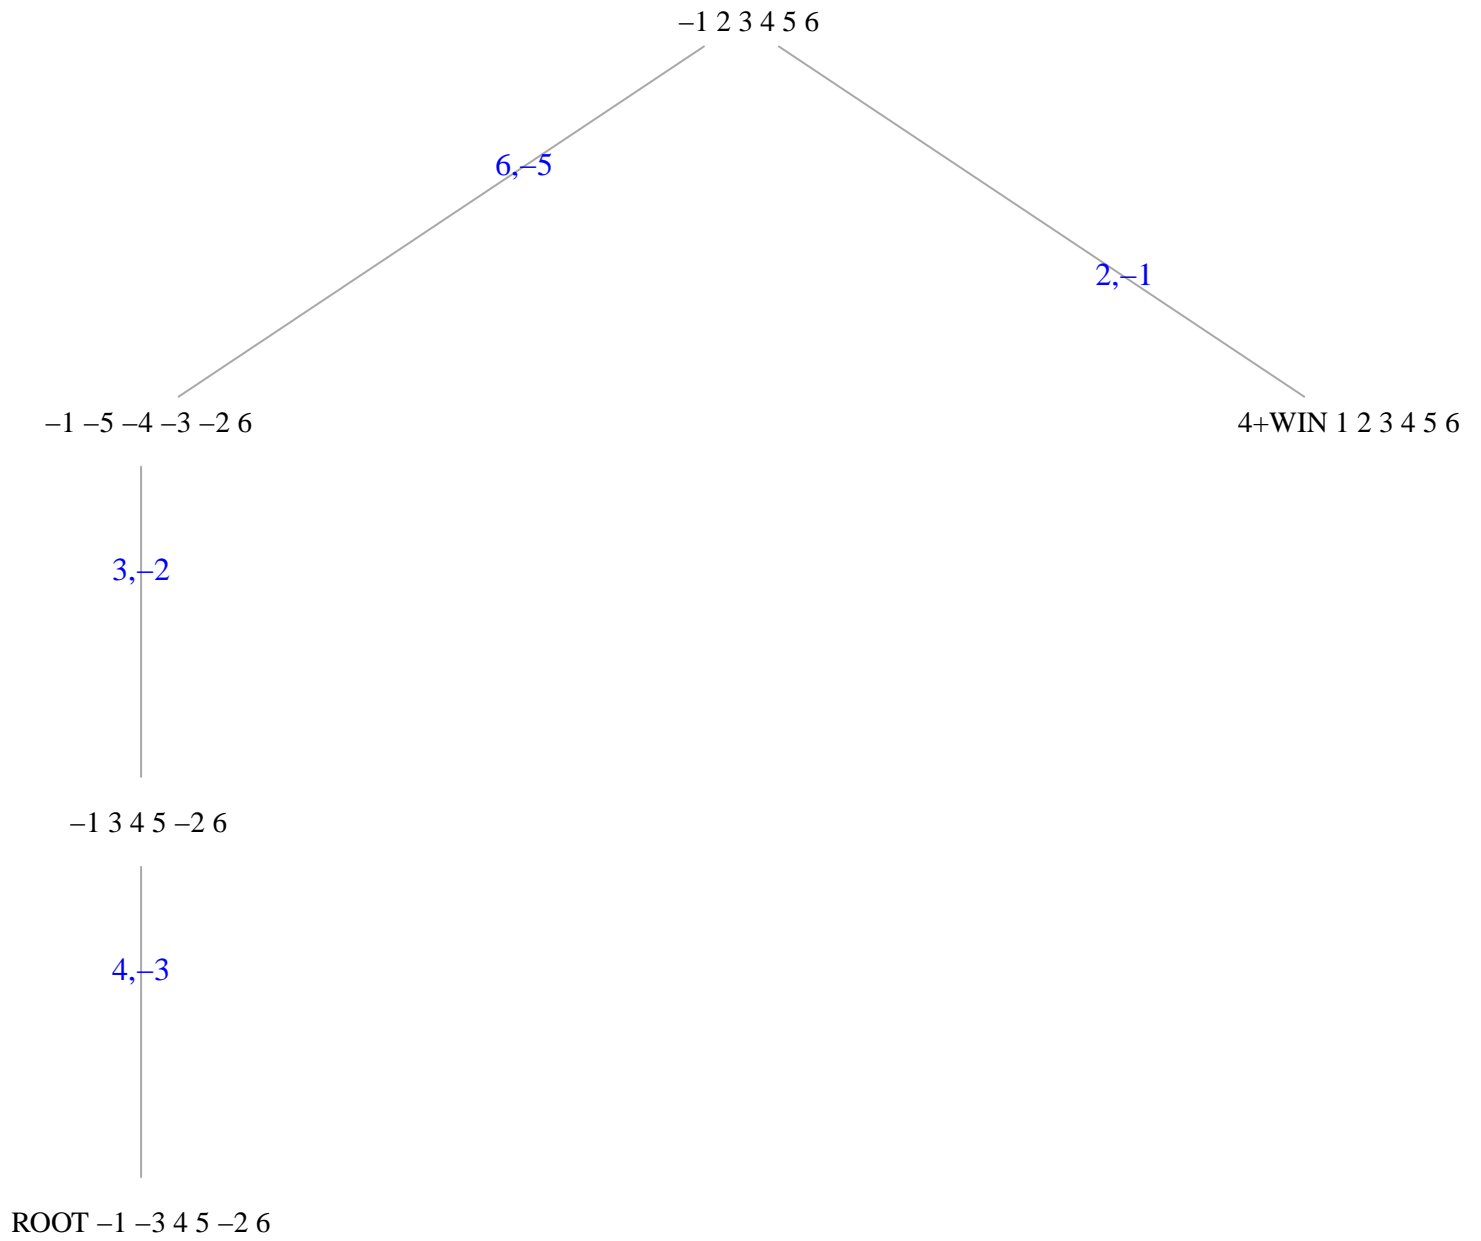 –1 2 3 4 5 6
6,–5
2,–1
–1 –5 –4 –3 –2 6
4+WIN 1 2 3 4 5 6
3,–2
–1 3 4 5 –2 6
4,–3
ROOT –1 –3 4 5 –2 6